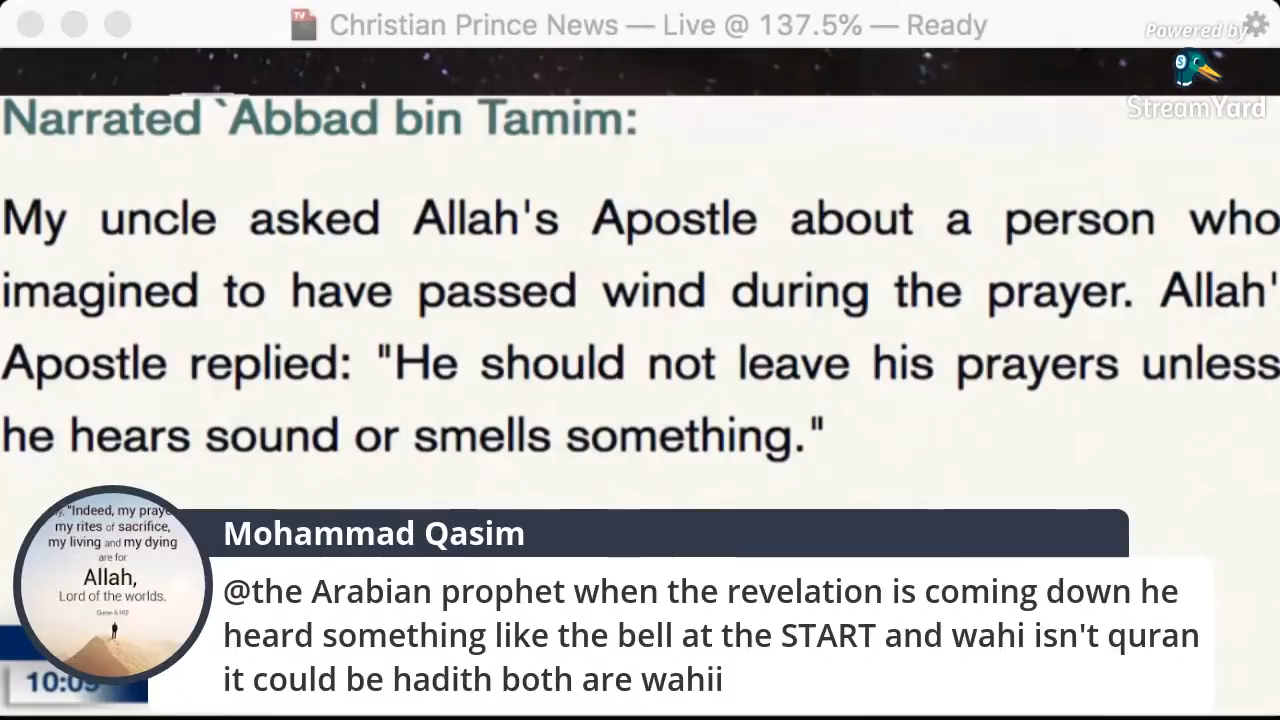 Christian Prince News — Live @ 137.5% — Ready
Powered by
StreamYard
Narrated `Abbad bin Tamim:
My uncle asked Allah's Apostle about a person who
imagined to have passed wind during the prayer. Allah'
Apostle replied: "He should not leave his prayers unless
he hears sound or smells something."
"Indeed, my praye
my rites of sacrifice,
my living and my dying
are for
Allah,
Lord of the worlds.
Quran 6:162
Mohammad Qasim
@the Arabian prophet when the revelation is coming down he
heard something like the bell at the START and wahi isn't quran
it could be hadith both are wahii